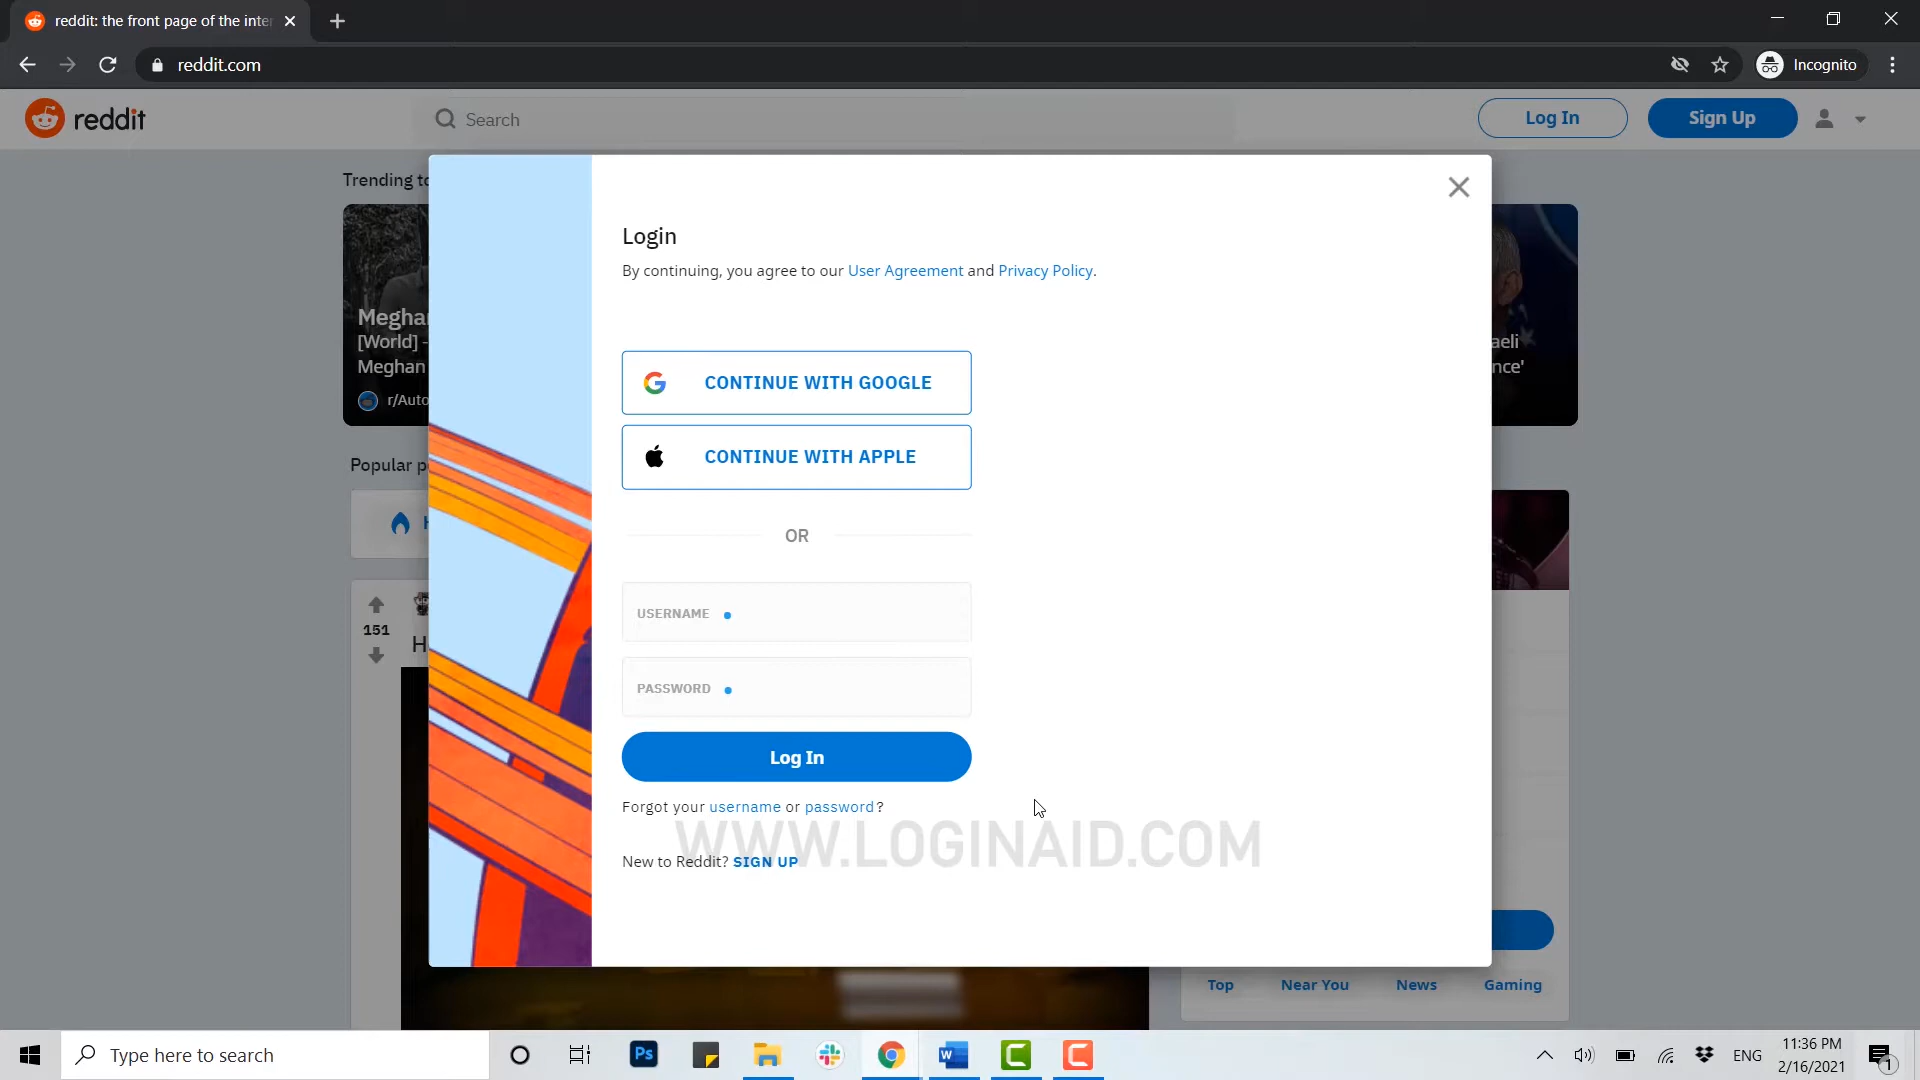 reddit: the front page of the inter
reddit.com
Incognito
reddit
Search
Log In
Sign Up
Trending to
Login
By continuing, you agree to our User Agreement and Privacy Policy.
Meghan
[World] -
Meghan
r/Auto
aeli
nce'
CONTINUE WITH GOOGLE
CONTINUE WITH APPLE
Popular p
OR
H
USERNAME
151
H
PASSWORD
Log In
Forgot your username or password?
WWW.LOGINAID.COM
New to Reddit? SIGN UP
Top
Near You
News
Gaming
Type here to search
Ps
W
ENG
11:36 PM
2/16/2021
1